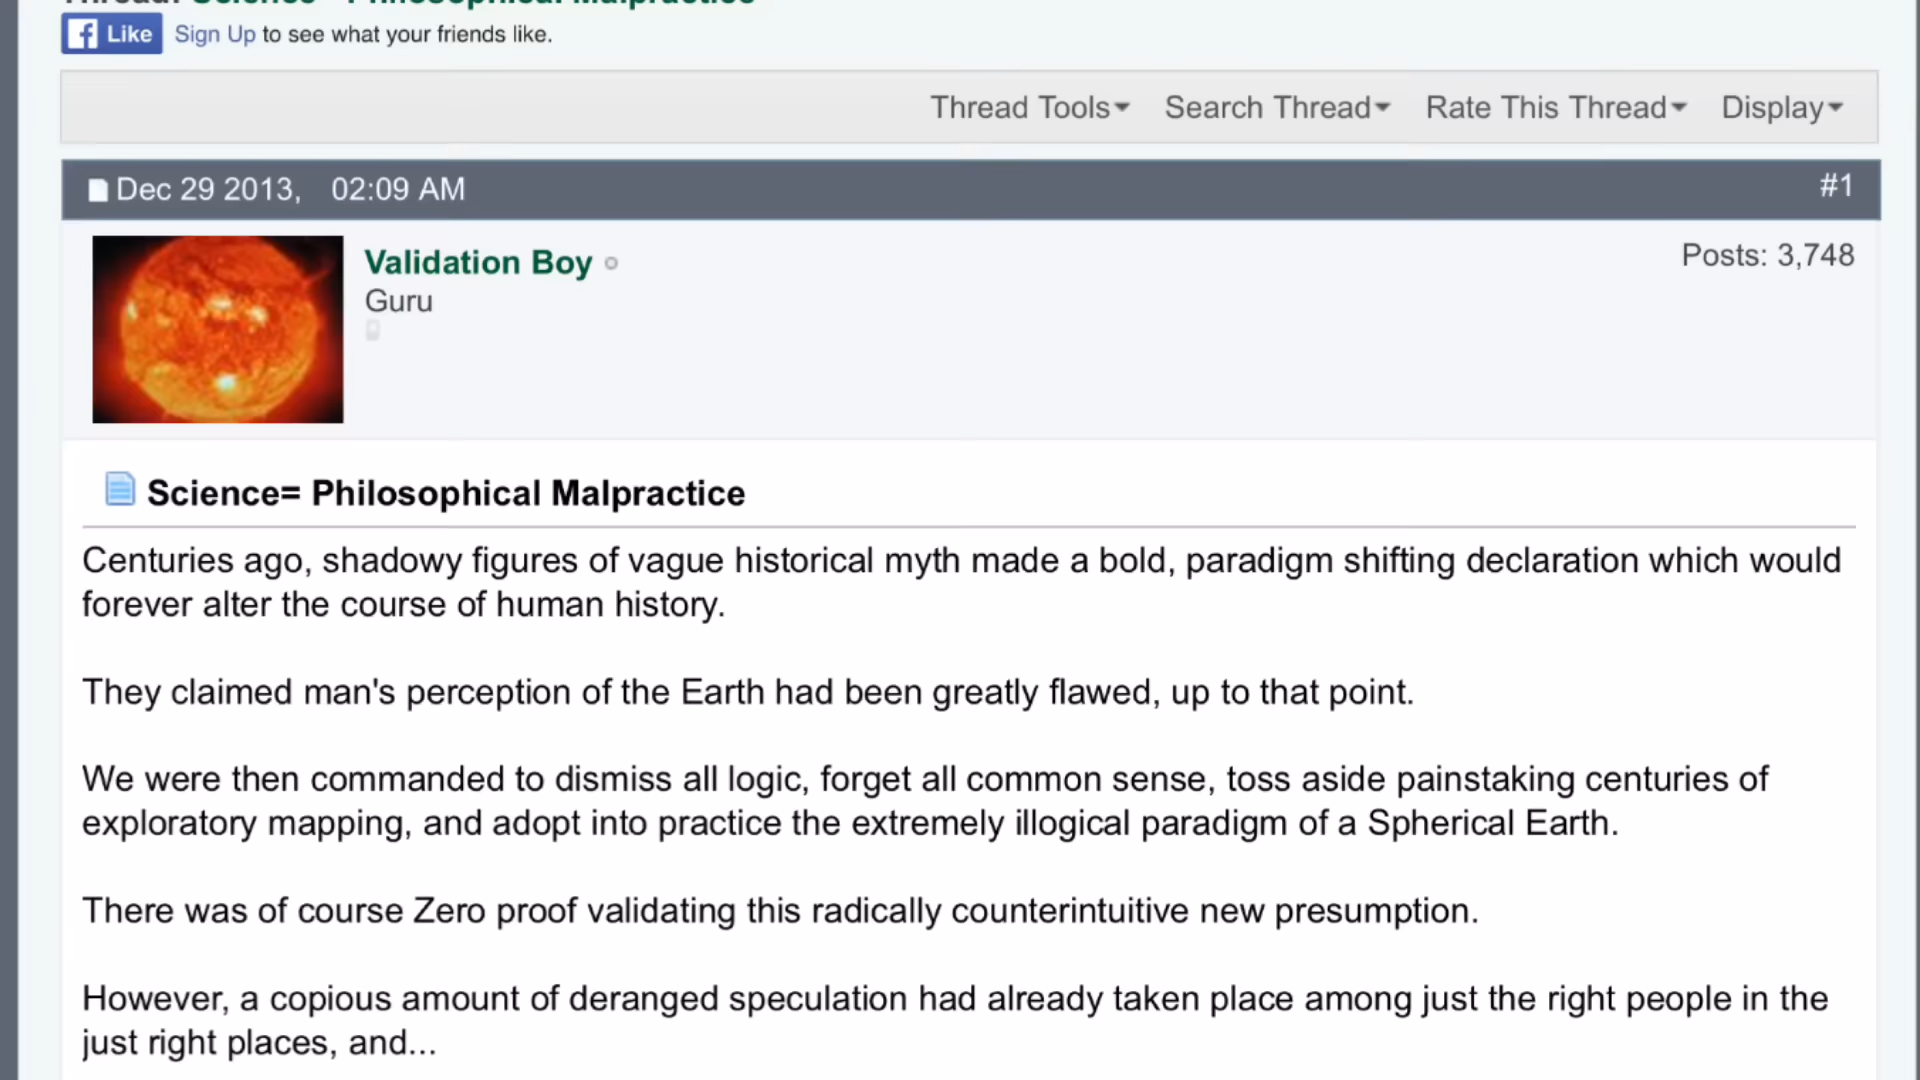 Thread: Science= Philosophical Malpractice
Like Sign Up to see what your friends like.
Thread Tools Search Thread Rate This Thread Display
Dec 29 2013, 02:09 AM #1
Validation Boy Posts: 3,748
Guru
Science= Philosophical Malpractice
Centuries ago, shadowy figures of vague historical myth made a bold, paradigm shifting declaration which would
forever alter the course of human history.
They claimed man's perception of the Earth had been greatly flawed, up to that point.
We were then commanded to dismiss all logic, forget all common sense, toss aside painstaking centuries of
exploratory mapping, and adopt into practice the extremely illogical paradigm of a Spherical Earth.
There was of course Zero proof validating this radically counterintuitive new presumption.
However, a copious amount of deranged speculation had already taken place among just the right people in the
just right places, and...